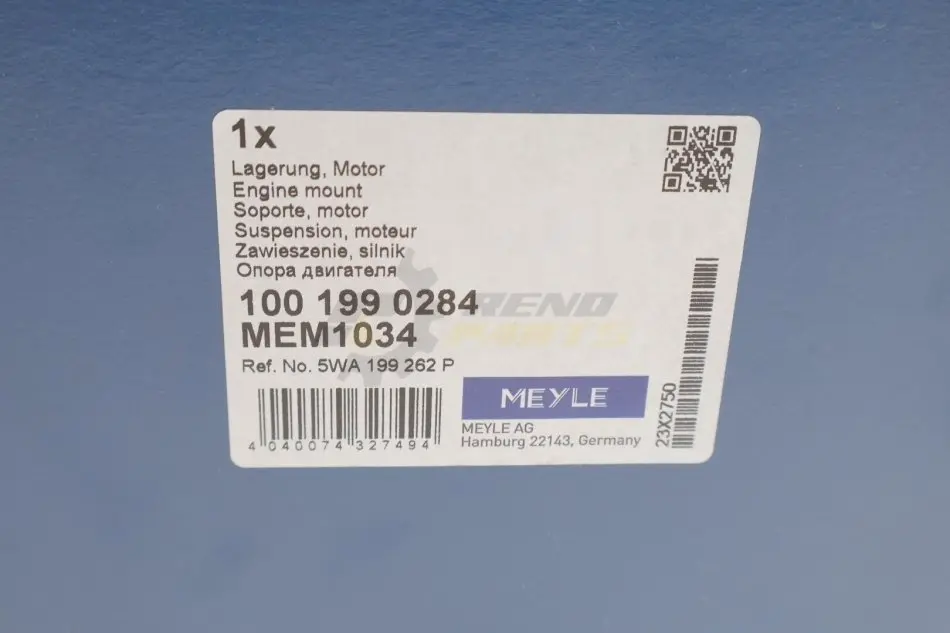 1x
Lagerung, Motor
Engine mount
Soporte, motor
Suspension, moteur
Zawieszenie, silnik
Опора двигателя
100 199 0284
MEM1034
Ref. No. 5WA 199 262 P
4 040074 327494
MEYLE
MEYLE AG
Hamburg 22143, Germany
23X2750
TREND
PARTS